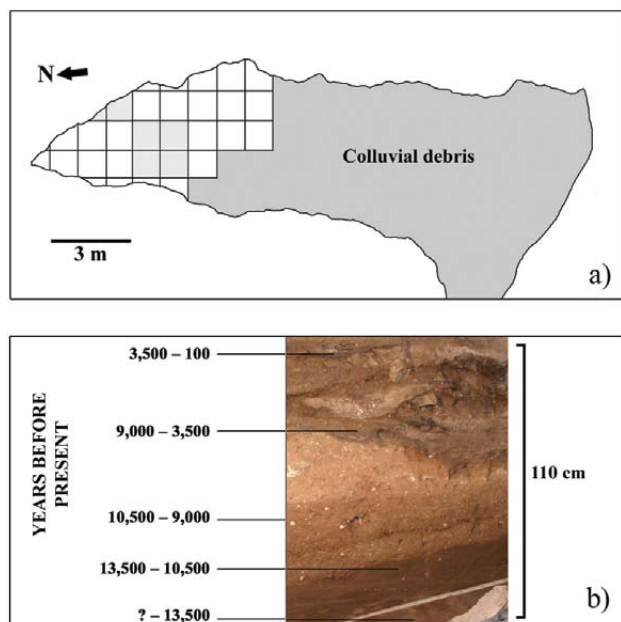 N
Colluvial debris
3 m
a)
YEARS BEFORE
PRESENT
3,500 – 100
9,000 – 3,500
10,500 – 9,000
13,500 – 10,500
? – 13,500
110 cm
b)